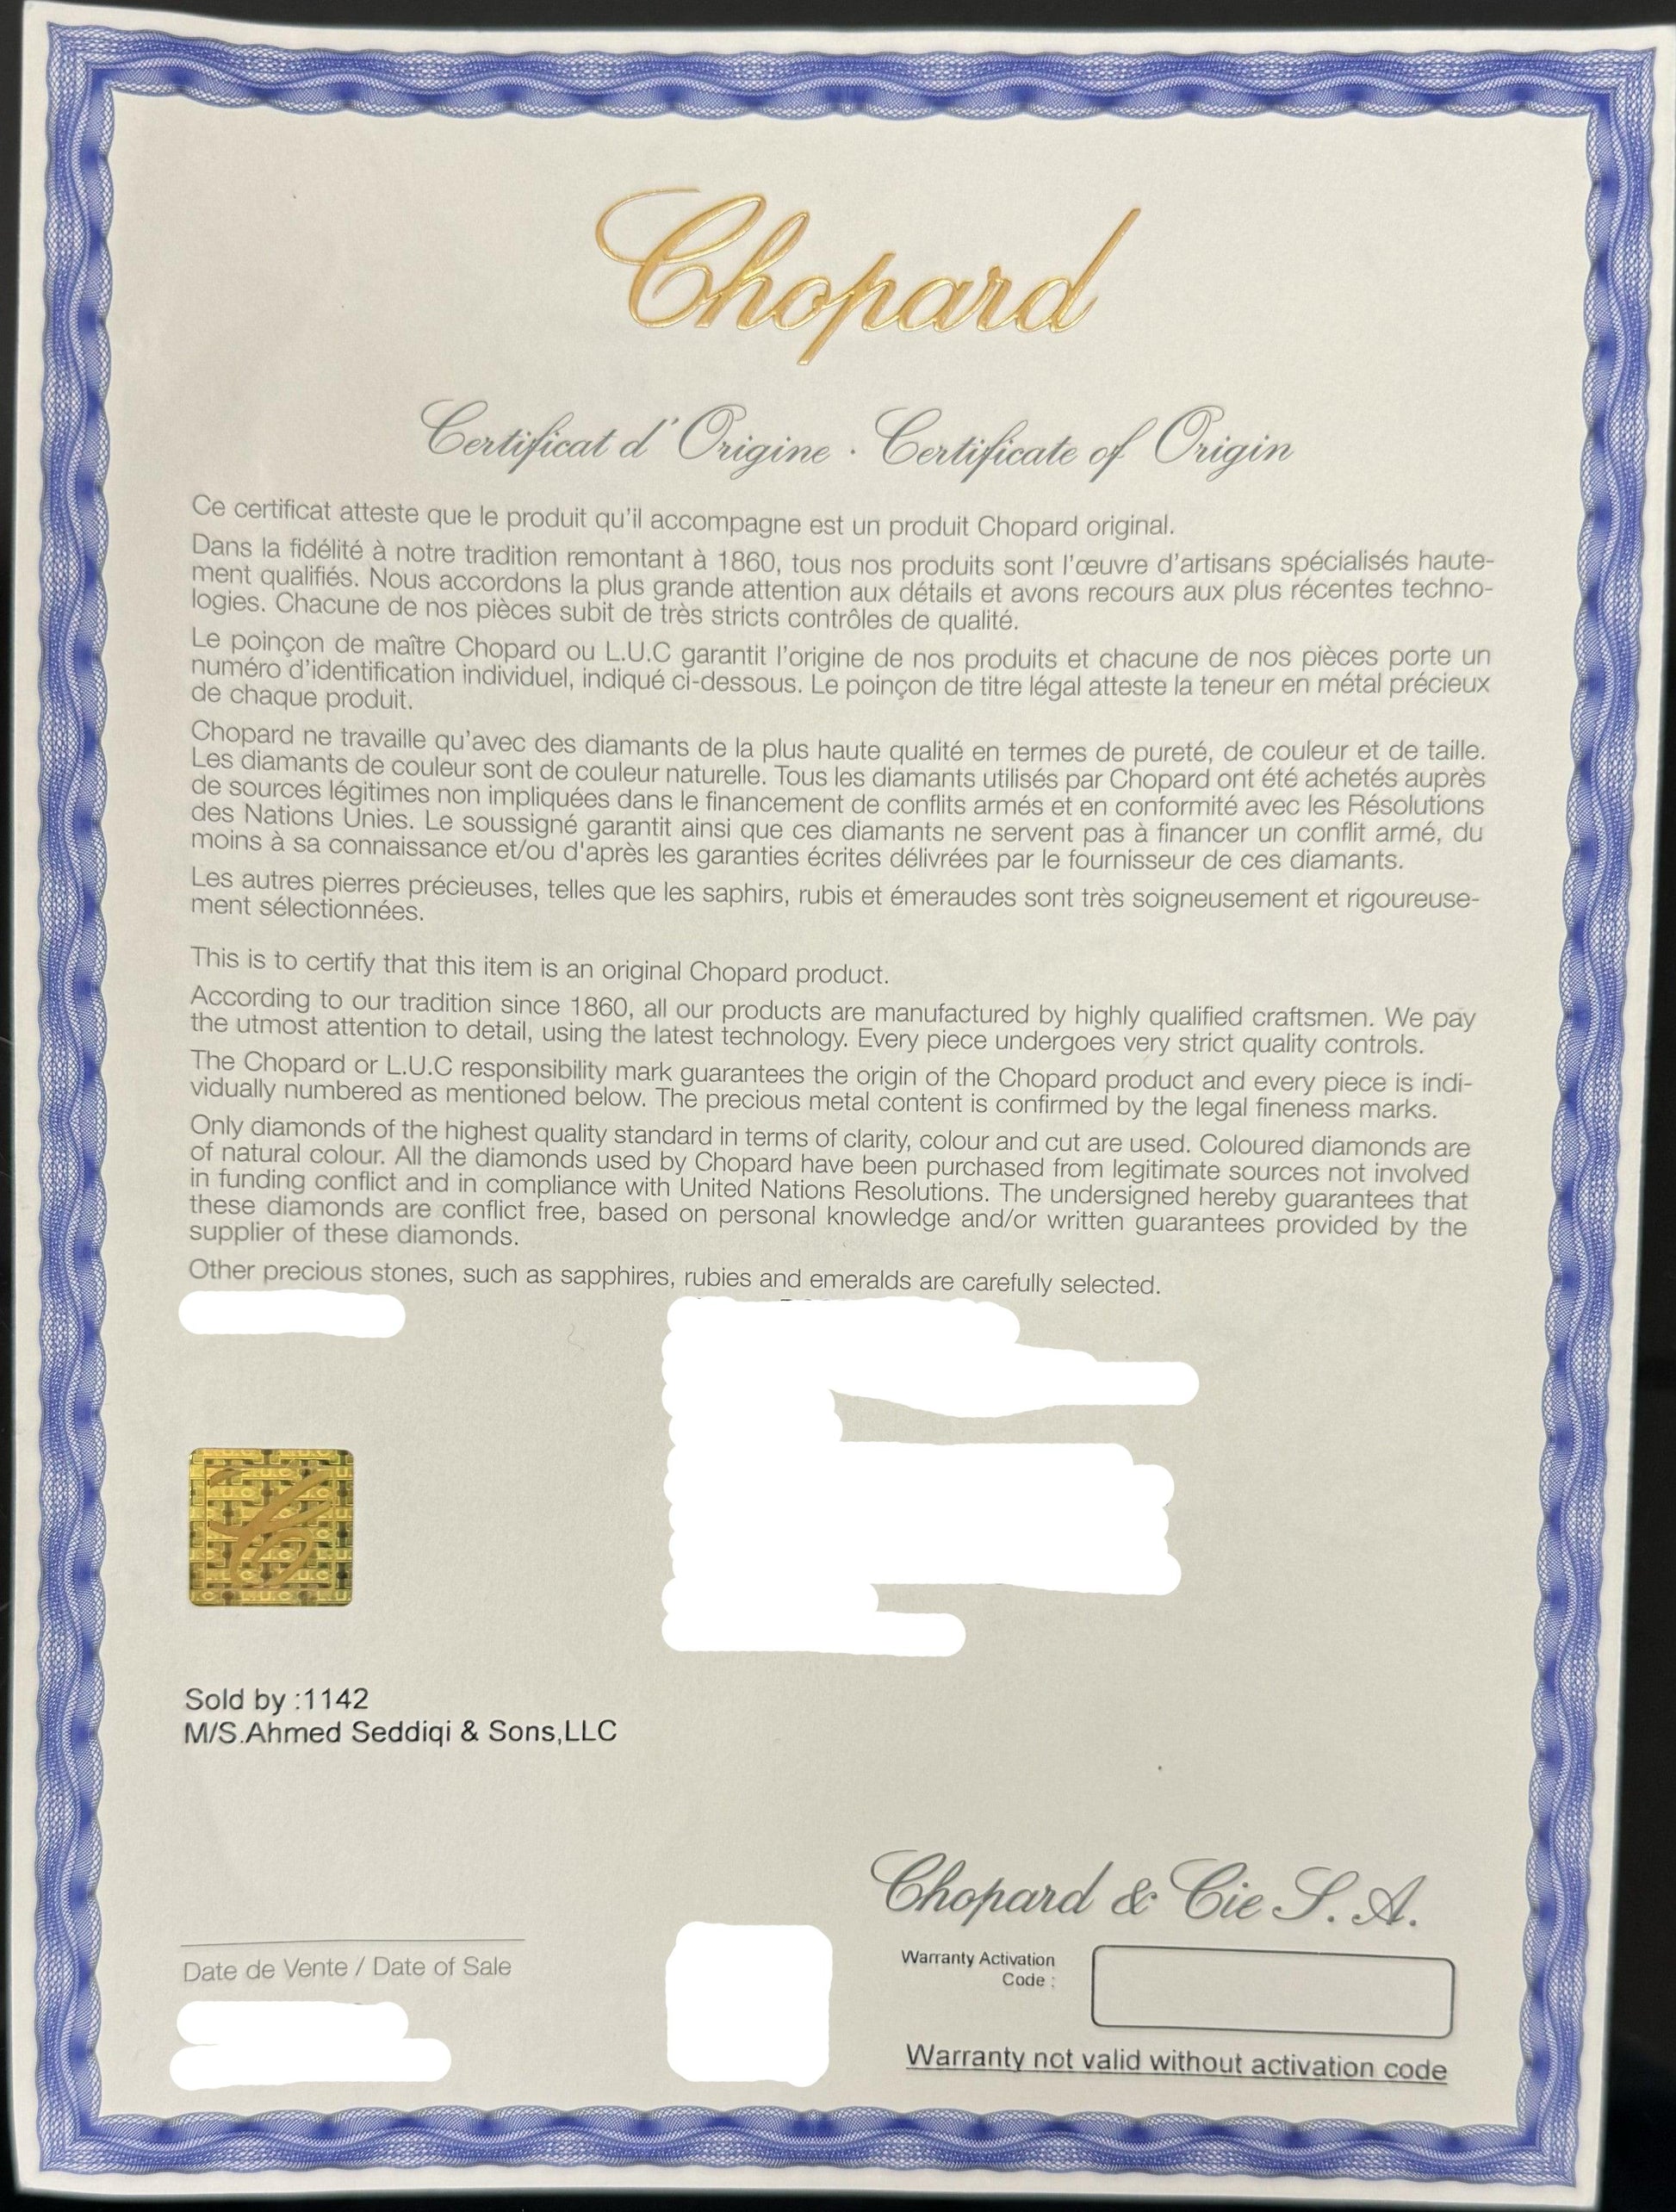 Chopard
Certificat d'Origine · Certificate of Origin
Ce certificat atteste que le produit qu'il accompagne est un produit Chopard original.
Dans la fidélité à notre tradition remontant à 1860, tous nos produits sont l'œuvre d'artisans spécialisés haute-
ment qualifiés. Nous accordons la plus grande attention aux détails et avons recours aux plus récentes techno-
logies. Chacune de nos pièces subit de très stricts contrôles de qualité.
Le poinçon de maître Chopard ou L.U.C garantit l'origine de nos produits et chacune de nos pièces porte un
numéro d'identification individuel, indiqué ci-dessous. Le poinçon de titre légal atteste la teneur en métal précieux
de chaque produit.
Chopard ne travaille qu'avec des diamants de la plus haute qualité en termes de pureté, de couleur et de taille.
Les diamants de couleur sont de couleur naturelle. Tous les diamants utilisés par Chopard ont été achetés auprès
de sources légitimes non impliquées dans le financement de conflits armés et en conformité avec les Résolutions
des Nations Unies. Le soussigné garantit ainsi que ces diamants ne servent pas à financer un conflit armé, du
moins à sa connaissance et/ou d'après les garanties écrites délivrées par le fournisseur de ces diamants.
Les autres pierres précieuses, telles que les saphirs, rubis et émeraudes sont très soigneusement et rigoureuse-
ment sélectionnées.
This is to certify that this item is an original Chopard product.
According to our tradition since 1860, all our products are manufactured by highly qualified craftsmen. We pay
the utmost attention to detail, using the latest technology. Every piece undergoes very strict quality controls.
The Chopard or L.U.C responsibility mark guarantees the origin of the Chopard product and every piece is indi-
vidually numbered as mentioned below. The precious metal content is confirmed by the legal fineness marks.
Only diamonds of the highest quality standard in terms of clarity, colour and cut are used. Coloured diamonds are
of natural colour. All the diamonds used by Chopard have been purchased from legitimate sources not involved
in funding conflict and in compliance with United Nations Resolutions. The undersigned hereby guarantees that
these diamonds are conflict free, based on personal knowledge and/or written guarantees provided by the
supplier of these diamonds.
Other precious stones, such as sapphires, rubies and emeralds are carefully selected.
Sold by :1142
M/S.Ahmed Seddiqi & Sons,LLC
Chopard & Cie S. A.
Date de Vente / Date of Sale
Warranty Activation
Code :
Warranty not valid without activation code